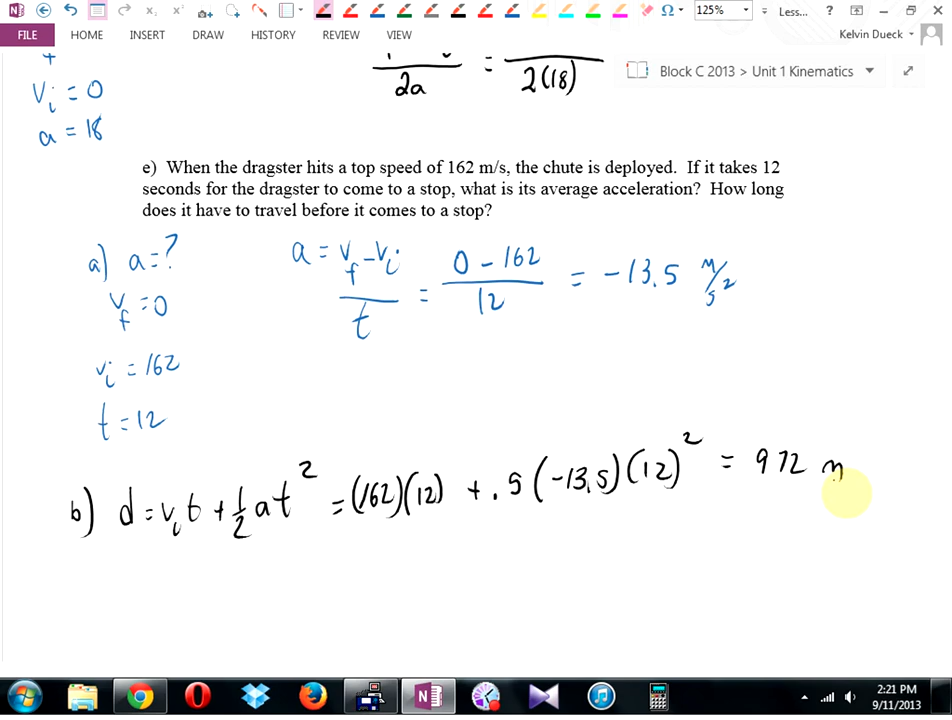 125%
Less...
?
FILE HOME INSERT DRAW HISTORY REVIEW VIEW
Kelvin Dueck
Block C 2013 > Unit 1 Kinematics
2a = 2(18)
Vi = 0
a = 18
e) When the dragster hits a top speed of 162 m/s, the chute is deployed. If it takes 12
seconds for the dragster to come to a stop, what is its average acceleration? How long
does it have to travel before it comes to a stop?
a) a = ?
vf = 0
vi = 162
t = 12
a = vf - vi / t = 0 - 162 / 12 = -13.5 m/s2
b) d = vit + 1/2 at2 = (162)(12) + .5(-13.5)(12)2 = 972 m
2:21 PM
9/11/2013